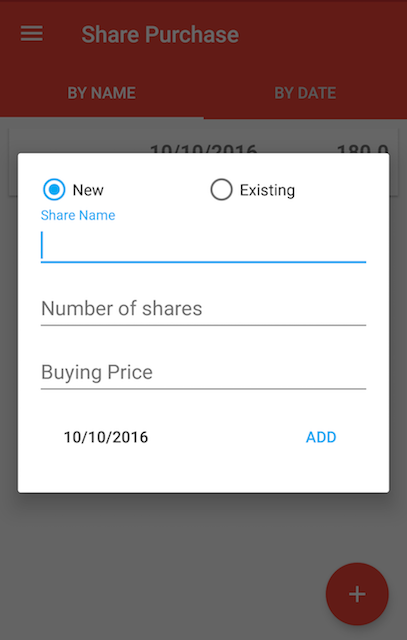 Share Purchase
BY NAME BY DATE
10/10/2016 180.0
New Existing
Share Name
Number of shares
Buying Price
10/10/2016 ADD